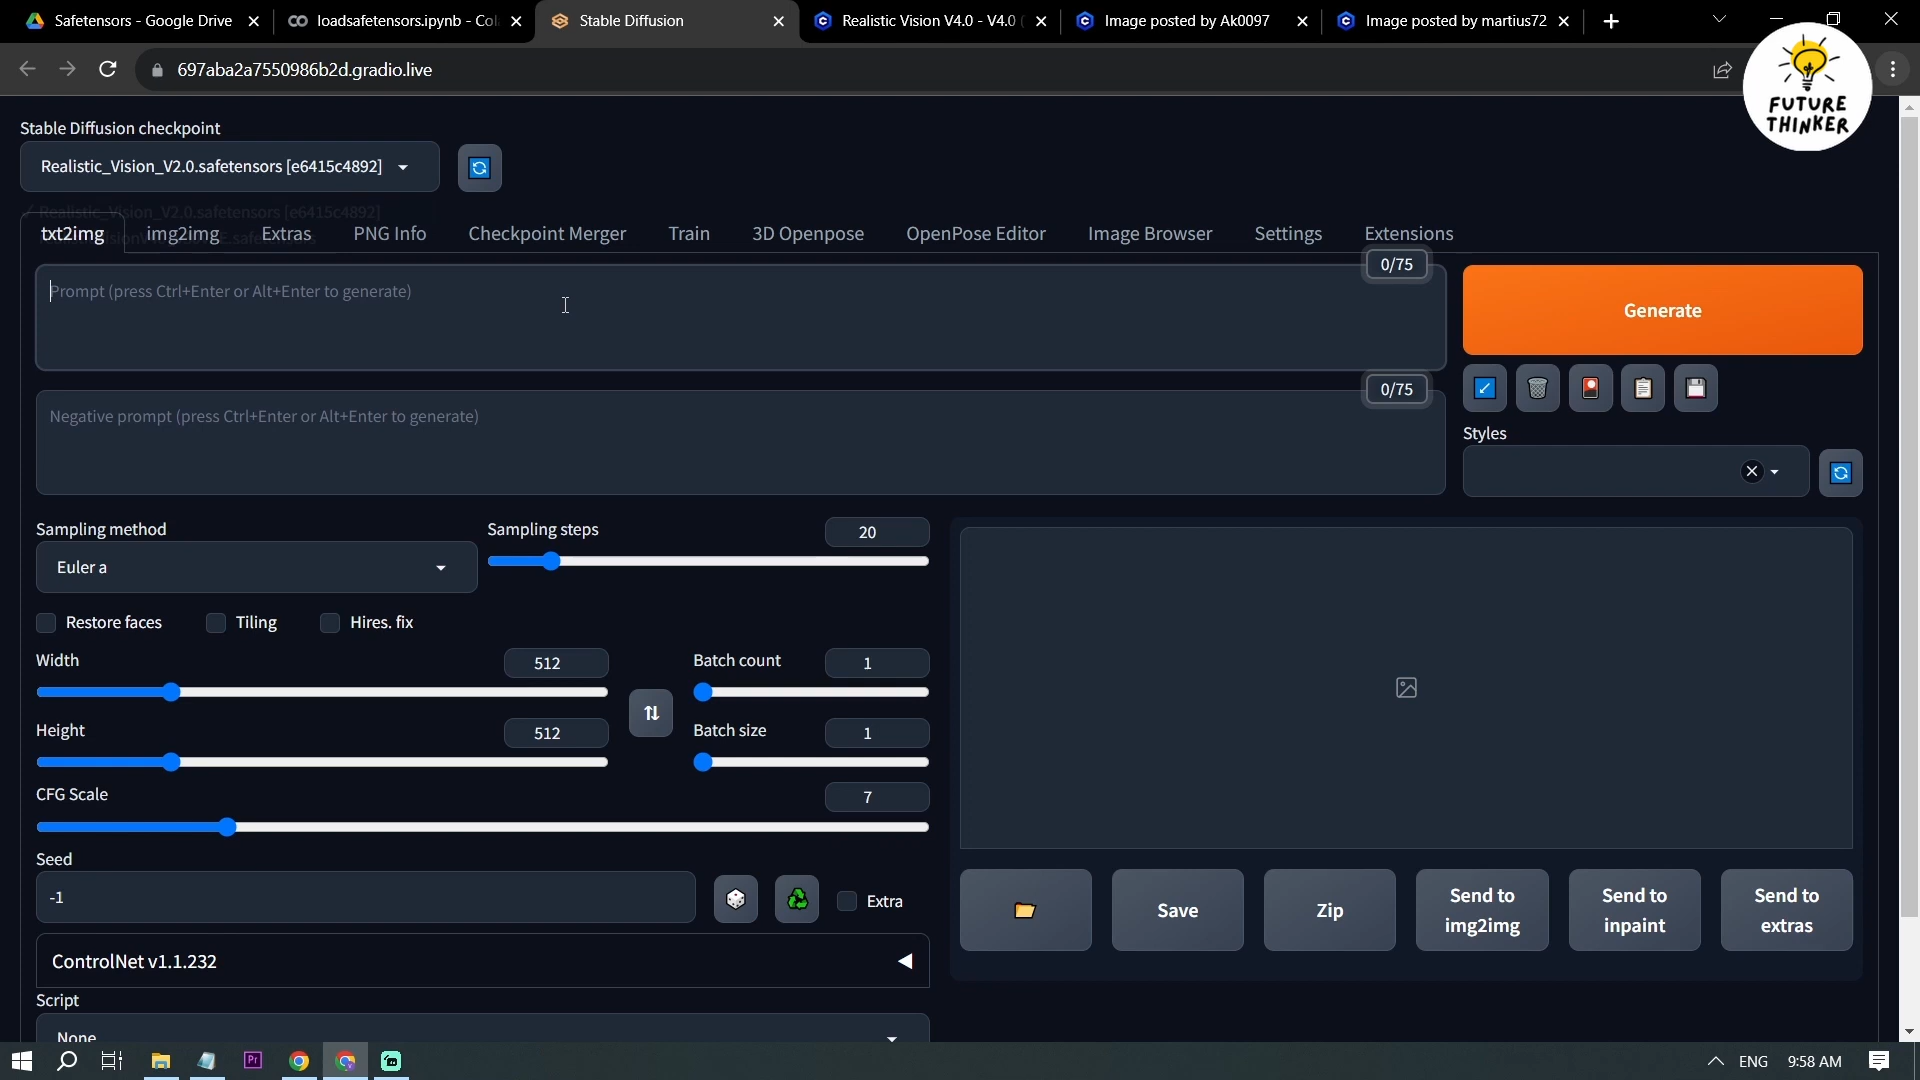 Safetensors - Google Drive
loadsafetensors.ipynb - Col
Stable Diffusion
Realistic Vision V4.0 - V4.0
Image posted by Ak0097
Image posted by martius72
697aba2a7550986b2d.gradio.live
FUTURE
THINKER
Stable Diffusion checkpoint
Realistic_Vision_V2.0.safetensors [e6415c4892]
✓ Realistic_Vision_V2.0.safetensors [e6415c4892]
txt2img
img2img
Extras
PNG Info
Checkpoint Merger
Train
3D Openpose
OpenPose Editor
Image Browser
Settings
Extensions
0/75
Prompt (press Ctrl+Enter or Alt+Enter to generate)
Generate
0/75
Negative prompt (press Ctrl+Enter or Alt+Enter to generate)
Styles
Sampling method
Euler a
Sampling steps
20
Restore faces
Tiling
Hires. fix
Width
512
Batch count
1
Height
512
Batch size
1
CFG Scale
7
Seed
-1
Extra
Save
Zip
Send to
img2img
Send to
inpaint
Send to
extras
ControlNet v1.1.232
Script
None
Pr
ENG
9:58 AM